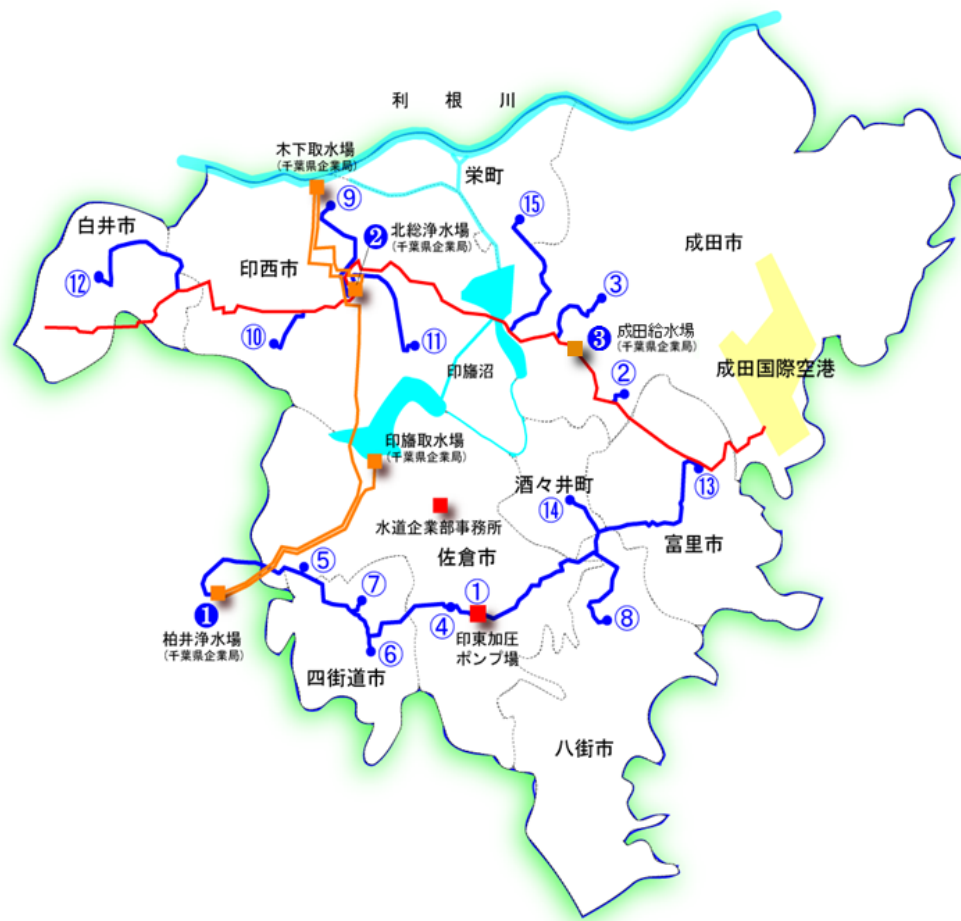 利根川
木下取水場
(千葉県企業局)
栄町
⑨
⑮
白井市
❷
北総浄水場
(千葉県企業局)
成田市
印西市
⑫
③
⑩
⑪
❸
成田給水場
(千葉県企業局)
印旛沼
②
成田国際空港
印旛取水場
(千葉県企業局)
酒々井町
⑬
⑭
水道企業部事務所
富里市
佐倉市
⑤
⑦
①
❶
④
⑧
柏井浄水場
(千葉県企業局)
印東加圧
ポンプ場
⑥
四街道市
八街市